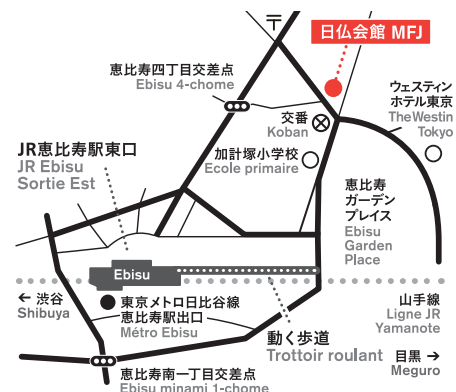 〒
日仏会館 MFJ
恵比寿四丁目交差点
Ebisu 4-chome
ウェスティン
ホテル東京
The Westin
Tokyo
交番
Koban
JR恵比寿駅東口
JR Ebisu
Sortie Est
加計塚小学校
Ecole primaire
恵比寿
ガーデン
プレイス
Ebisu
Garden
Place
Ebisu
← 渋谷
Shibuya
東京メトロ日比谷線
恵比寿駅出口
Métro Ebisu
動く歩道
Trottoir roulant
山手線
Ligne JR
Yamanote
目黒 →
Meguro
恵比寿南一丁目交差点
Ebisu minami 1-chome